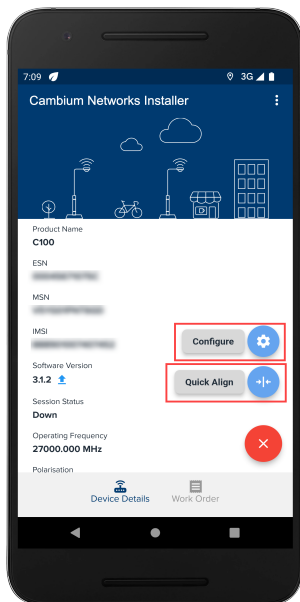 7:09
3G
Cambium Networks Installer
Product Name
C100
ESN
MSN
IMSI
Configure
Software Version
3.1.2
Quick Align
Session Status
Down
Operating Frequency
27000.000 MHz
Polarisation
Device Details
Work Order